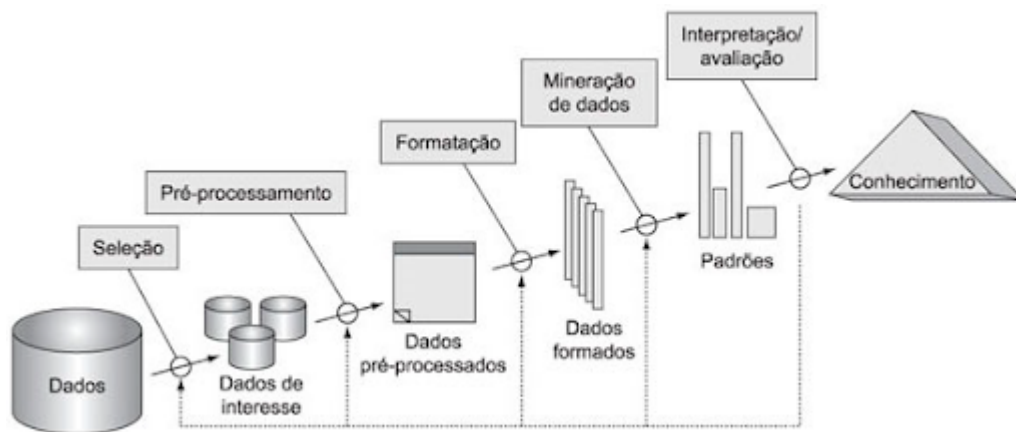 Interpretação/
avaliação
Mineração
de dados
Formatação
Pré-processamento
Seleção
Conhecimento
Padrões
Dados
formados
Dados
pré-processados
Dados de
interesse
Dados